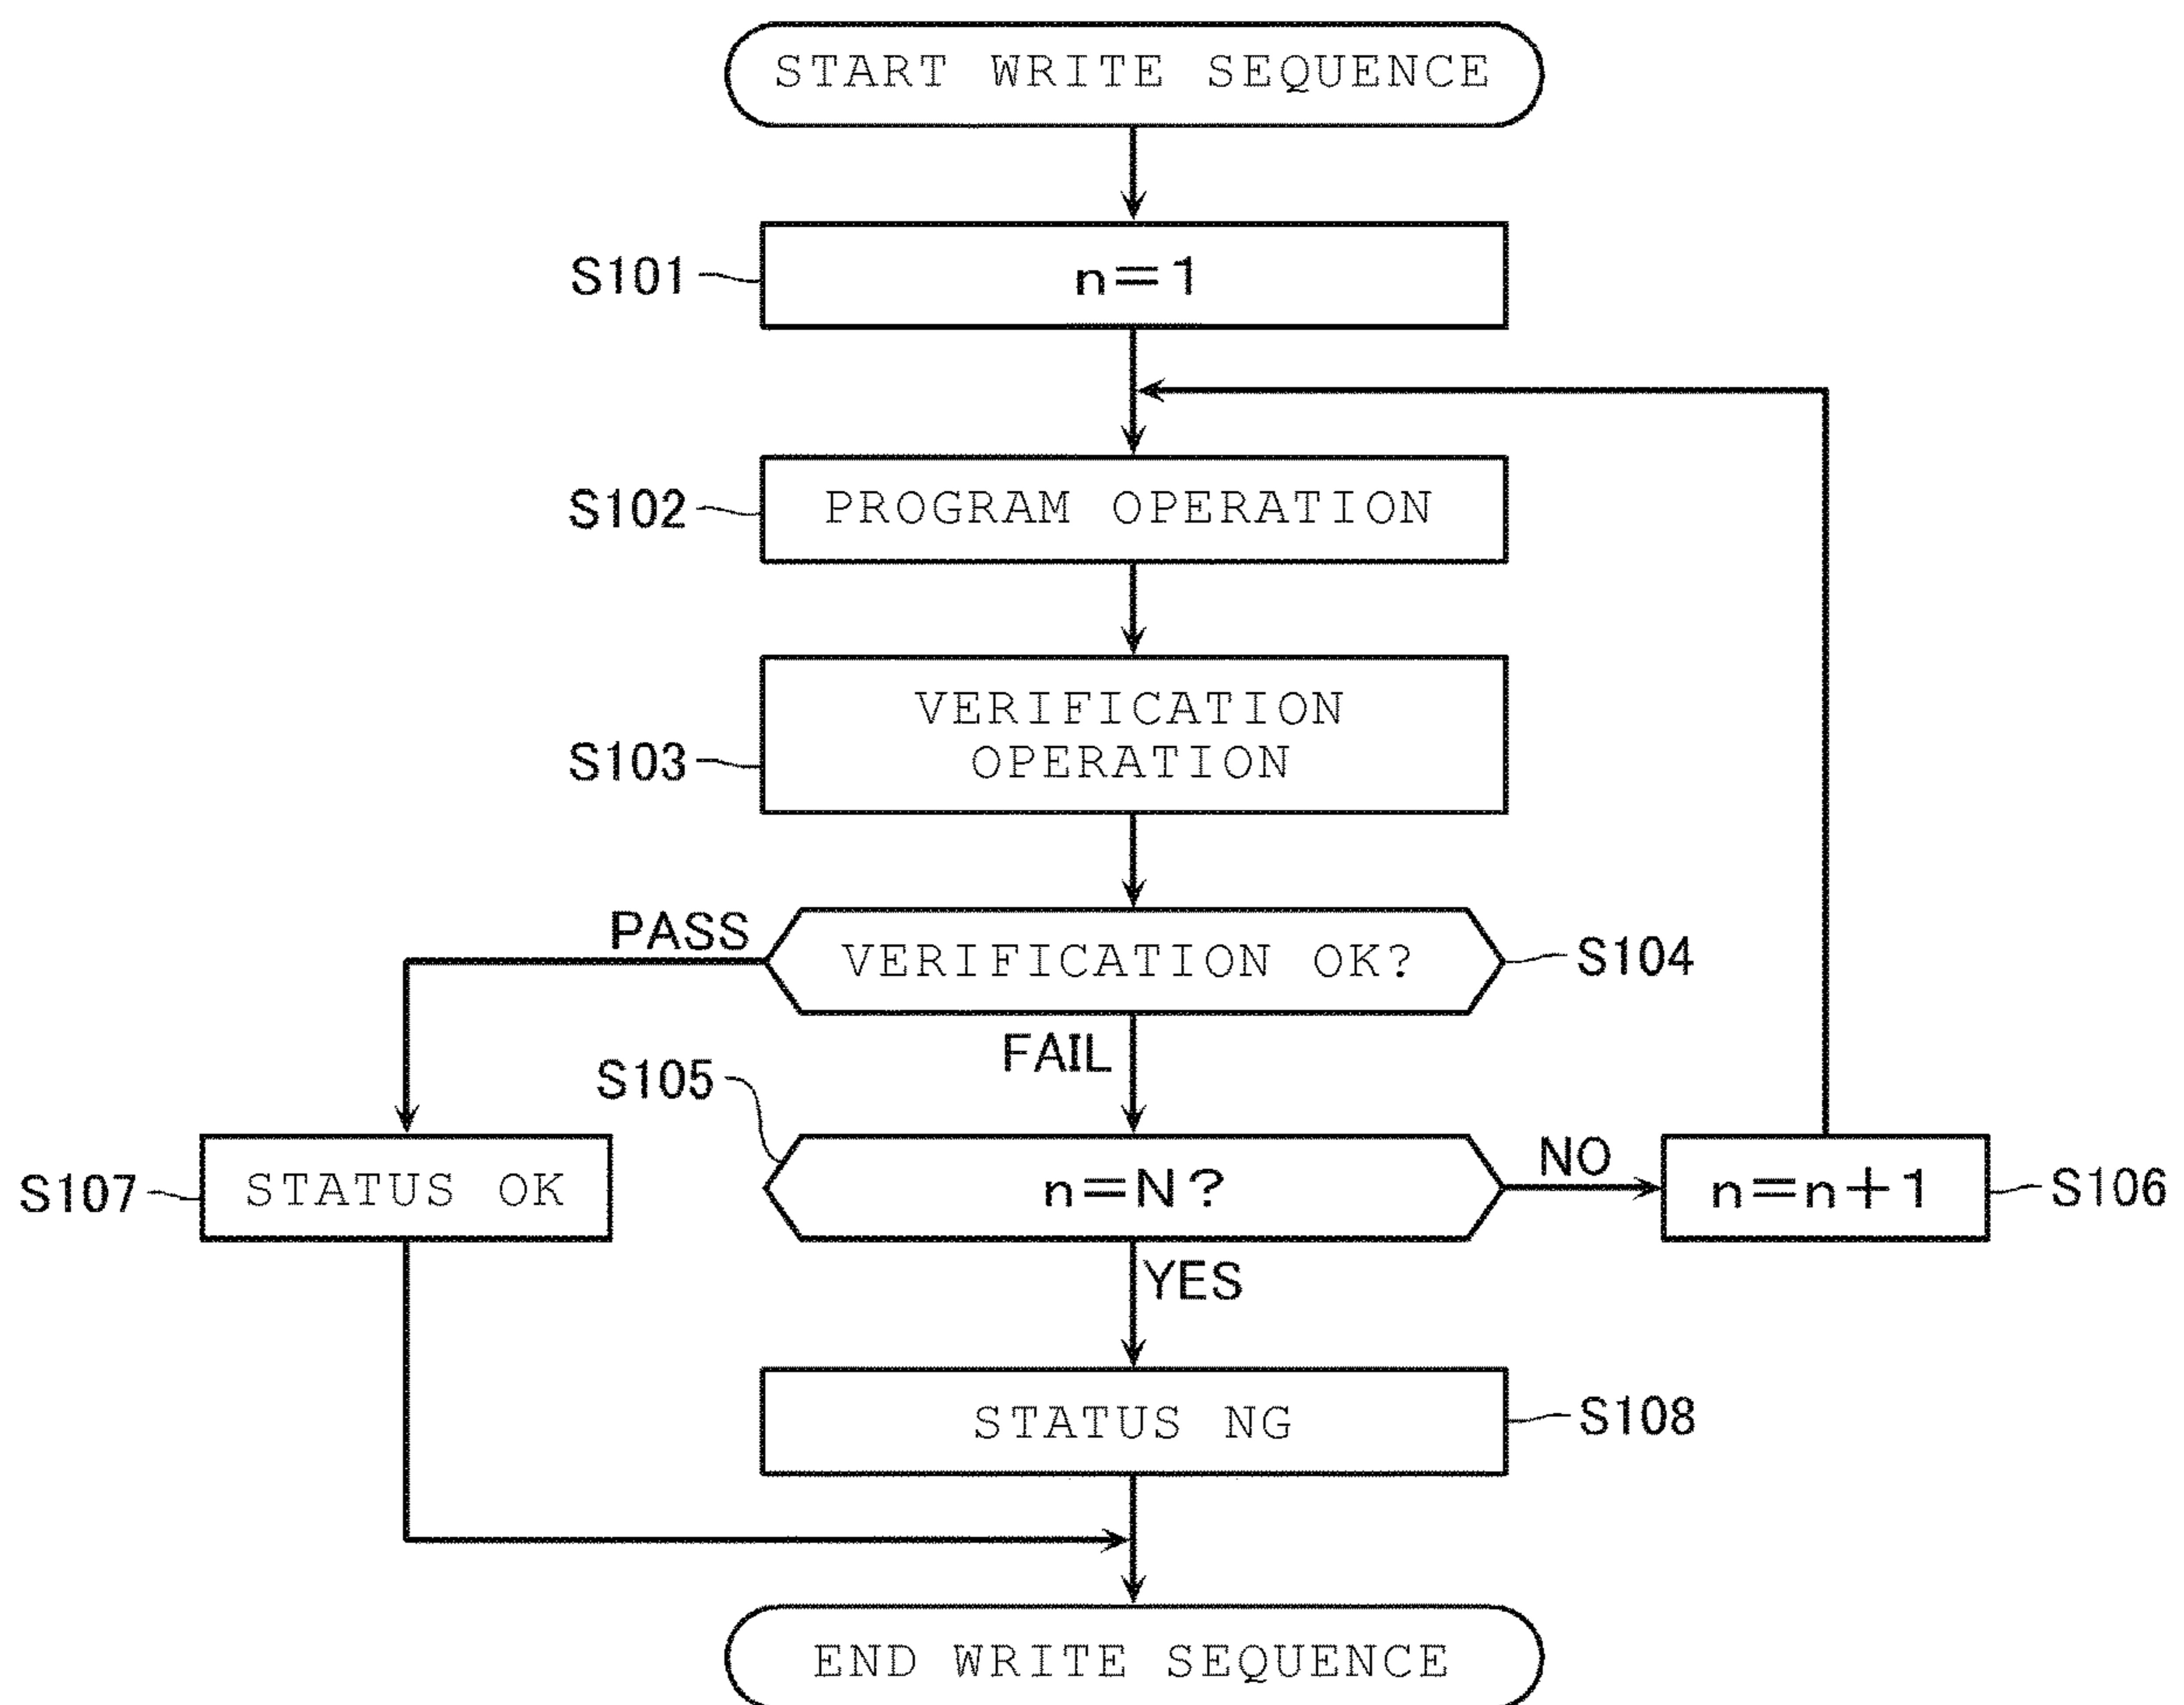 START WRITE SEQUENCE
S101
n=1
S102
PROGRAM OPERATION
S103
VERIFICATION
OPERATION
PASS
VERIFICATION OK?
S104
FAIL
S105
S107
STATUS OK
n=N?
NO
n=n+1
S106
YES
STATUS NG
S108
END WRITE SEQUENCE